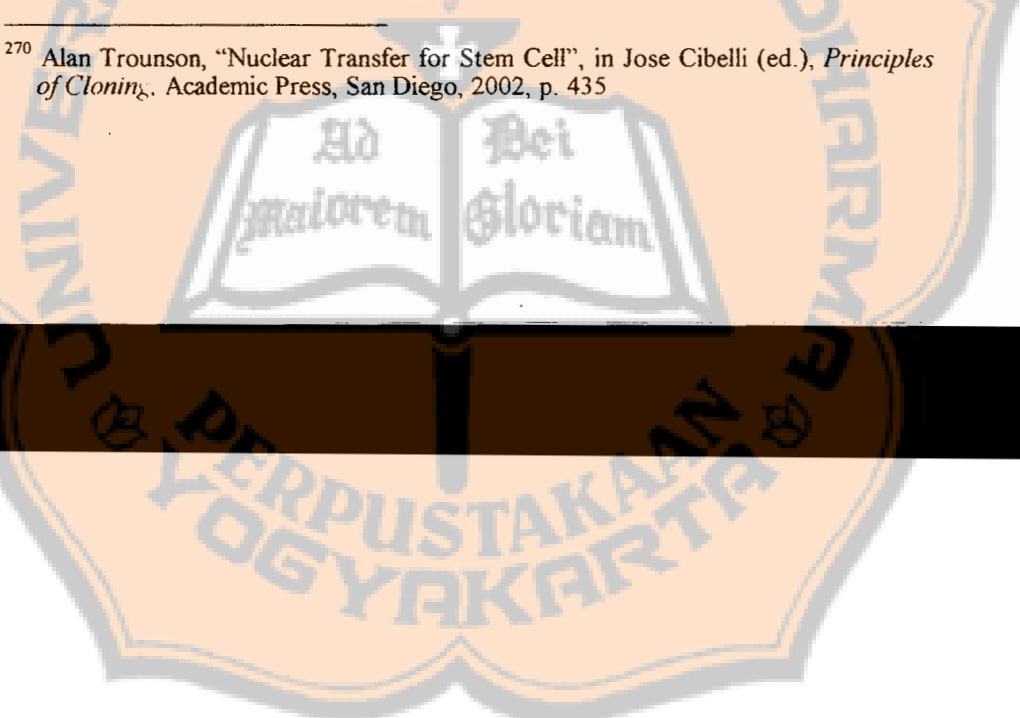 270 Alan Trounson, “Nuclear Transfer for Stem Cell”, in Jose Cibelli (ed.), Principles
of Cloning. Academic Press, San Diego, 2002, p. 435
Ad Dei
maiorem Gloriam
PERPUSTAKAAN
YOGYAKARTA